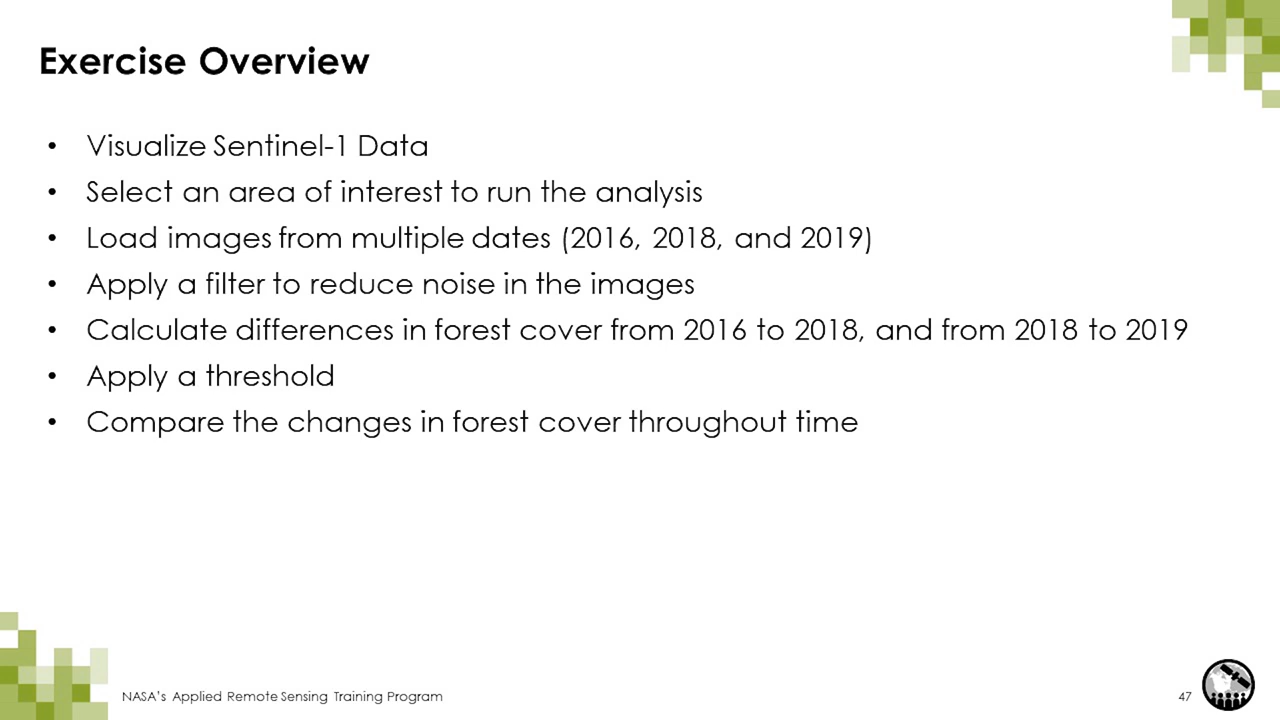 Exercise Overview
• Visualize Sentinel-1 Data
• Select an area of interest to run the analysis
• Load images from multiple dates (2016, 2018, and 2019)
• Apply a filter to reduce noise in the images
• Calculate differences in forest cover from 2016 to 2018, and from 2018 to 2019
• Apply a threshold
• Compare the changes in forest cover throughout time
NASA's Applied Remote Sensing Training Program
47